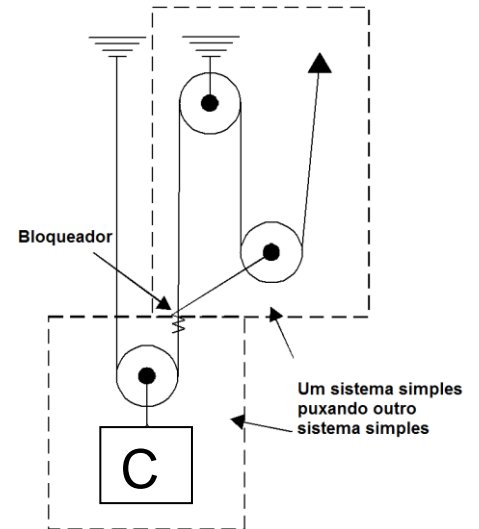 Bloqueador
Um sistema simples
puxando outro
sistema simples
C